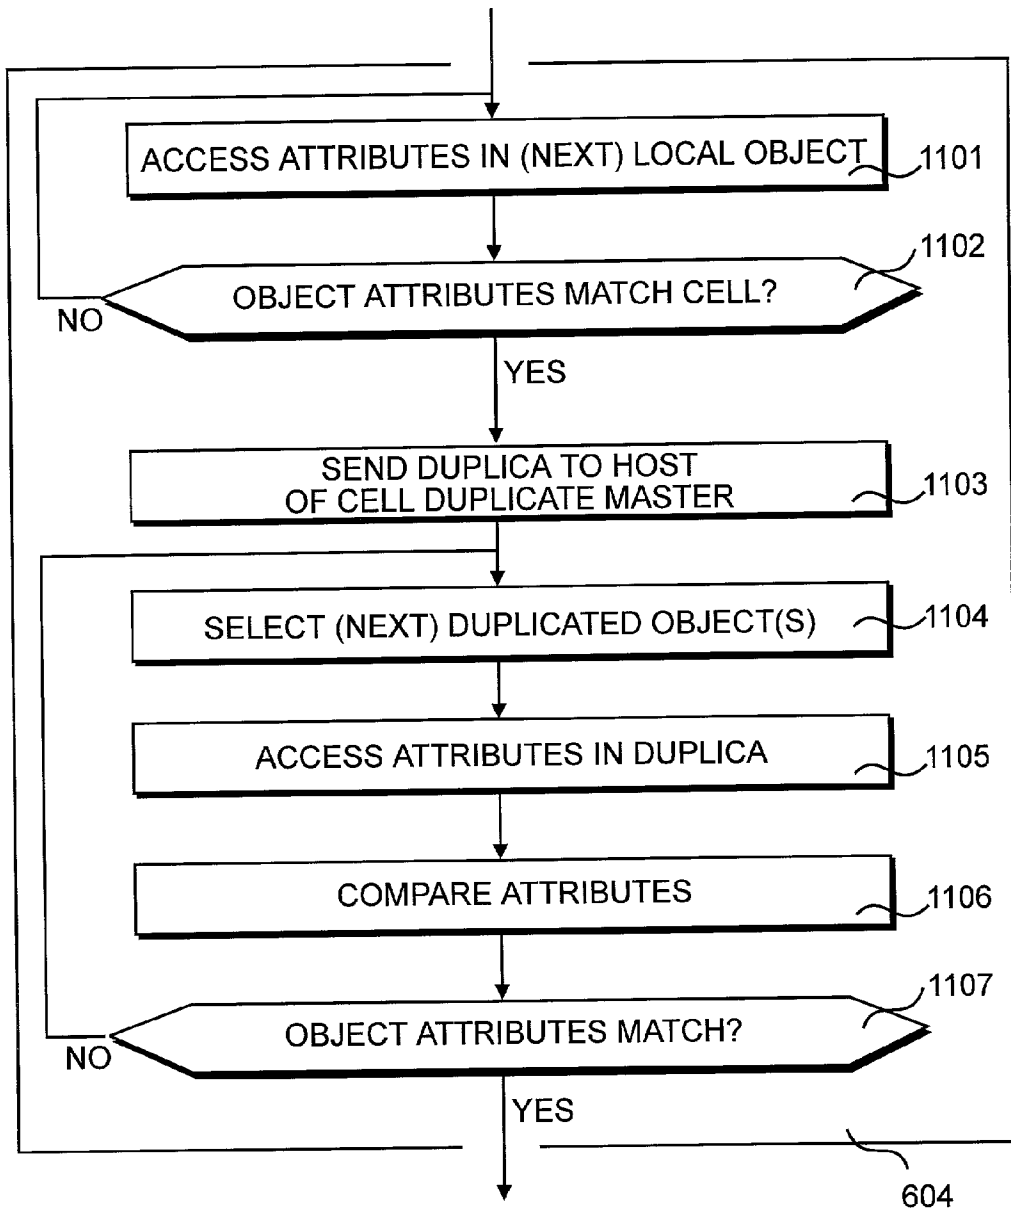 ACCESS ATTRIBUTES IN (NEXT) LOCAL OBJECT
1101
1102
OBJECT ATTRIBUTES MATCH CELL?
NO
YES
SEND DUPLICA TO HOST
OF CELL DUPLICATE MASTER
1103
SELECT (NEXT) DUPLICATED OBJECT(S)
1104
ACCESS ATTRIBUTES IN DUPLICA
1105
COMPARE ATTRIBUTES
1106
1107
OBJECT ATTRIBUTES MATCH?
NO
YES
604